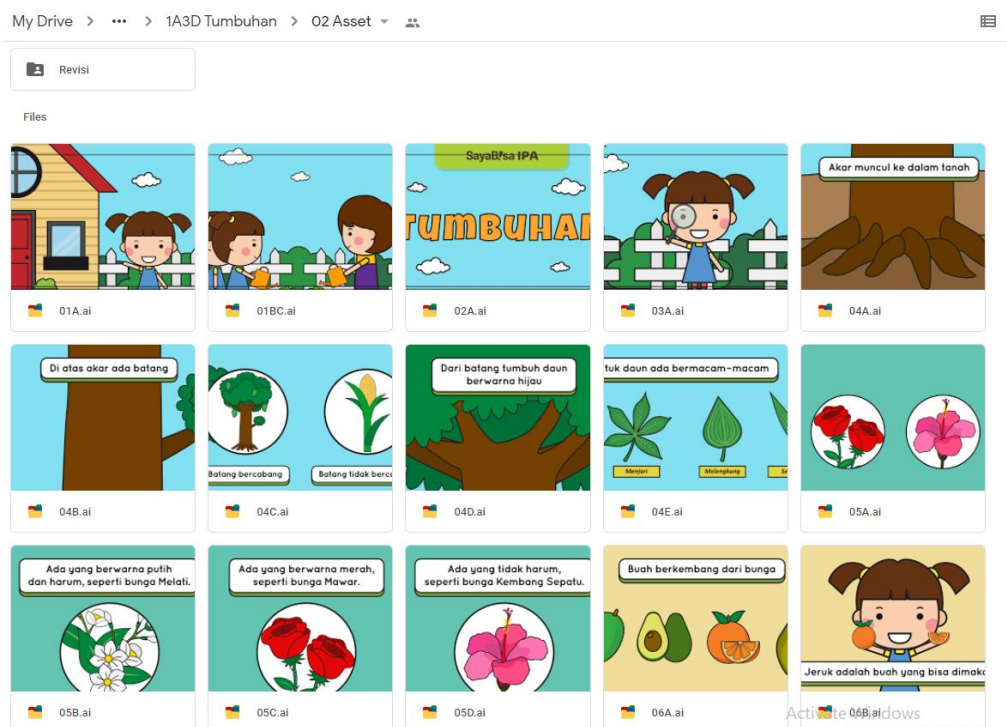 My Drive > ... > 1A3D Tumbuhan > 02 Asset
Revisi
Files
SayaBisa IPA
TUMBUHAN
Akar muncul ke dalam tanah
01A.ai
01BC.ai
02A.ai
03A.ai
04A.ai
Di atas akar ada batang
Batang bercabang
Batang tidak berc
Dari batang tumbuh daun
berwarna hijau
tuk daun ada bermacam-macam
Menjari
Melengkung
Se
04B.ai
04C.ai
04D.ai
04E.ai
05A.ai
Ada yang berwarna putih
dan harum, seperti bunga Melati.
Ada yang berwarna merah,
seperti bunga Mawar.
Ada yang tidak harum,
seperti bunga Kembang Sepatu.
Buah berkembang dari bunga
Jeruk adalah buah yang bisa dimak
05B.ai
05C.ai
05D.ai
06A.ai
06B.ai
Activate Windows